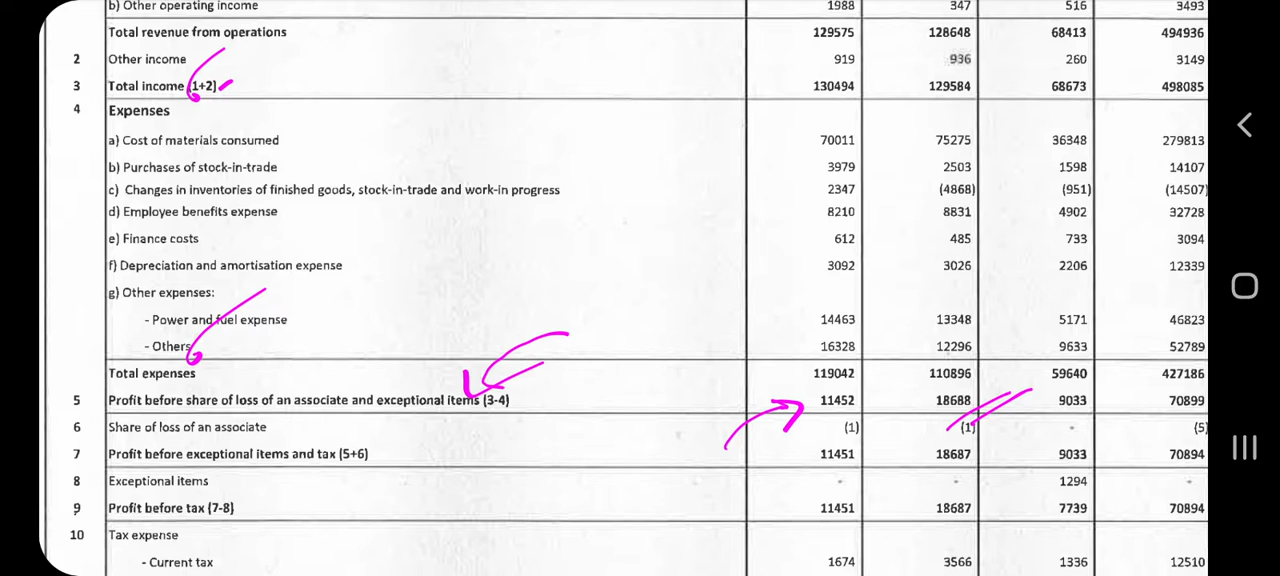 b) Other operating income 1988 347 516 3493
Total revenue from operations 129575 128648 68413 494936
2 Other income 919 936 260 3149
3 Total income (1+2) 130494 129584 68673 498085
4 Expenses
a) Cost of materials consumed 70011 75275 36348 279813
b) Purchases of stock-in-trade 3979 2503 1598 14107
c) Changes in inventories of finished goods, stock-in-trade and work-in progress 2347 (4868) (951) (14507)
d) Employee benefits expense 8210 8831 4902 32728
e) Finance costs 612 485 733 3094
f) Depreciation and amortisation expense 3092 3026 2206 12339
g) Other expenses:
- Power and fuel expense 14463 13348 5171 46823
- Others 16328 12296 9633 52789
Total expenses 119042 110896 59640 427186
5 Profit before share of loss of an associate and exceptional items (3-4) 11452 18688 9033 70899
6 Share of loss of an associate (1) (1) - (5)
7 Profit before exceptional items and tax (5+6) 11451 18687 9033 70894
8 Exceptional items - - 1294 -
9 Profit before tax (7-8) 11451 18687 7739 70894
10 Tax expense
- Current tax 1674 3566 1336 12510